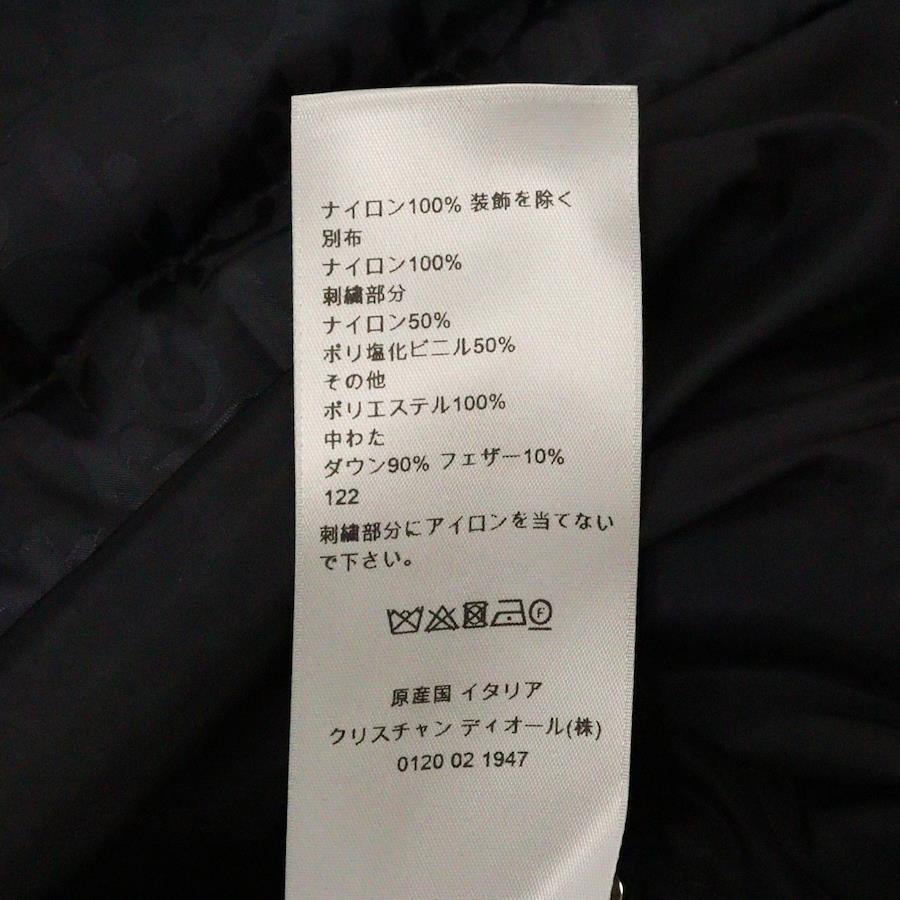 ナイロン100% 装飾を除く
別布
ナイロン100%
刺繍部分
ナイロン50%
ポリ塩化ビニル50%
その他
ポリエステル100%
中わた
ダウン90% フェザー10%
122
刺繍部分にアイロンを当てない
で下さい。
F
原産国 イタリア
クリスチャン ディオール(株)
0120 02 1947